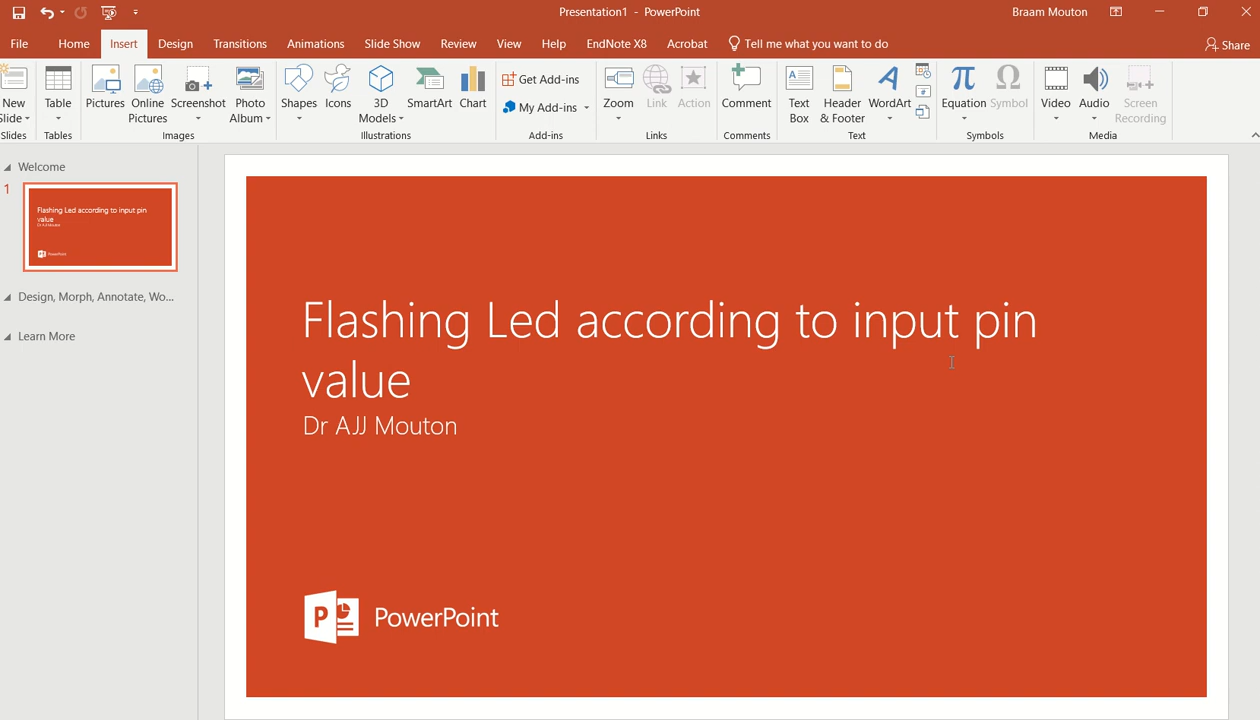 Presentation1 - PowerPoint
Braam Mouton
File Home Insert Design Transitions Animations Slide Show Review View Help EndNote X8 Acrobat Tell me what you want to do Share
New Slide
Table
Pictures
Online Pictures
Screenshot
Photo Album
Shapes
Icons
3D Models
SmartArt
Chart
Get Add-ins
My Add-ins
Zoom
Link
Action
Comment
Text Box
Header & Footer
WordArt
Equation
Symbol
Video
Audio
Screen Recording
Slides Tables Images Illustrations Add-ins Links Comments Text Symbols Media
Welcome
1
Flashing Led according to input pin
value
Dr AJJ Mouton
PowerPoint
Design, Morph, Annotate, Wo...
Learn More
Flashing Led according to input pin
value
Dr AJJ Mouton
P
PowerPoint